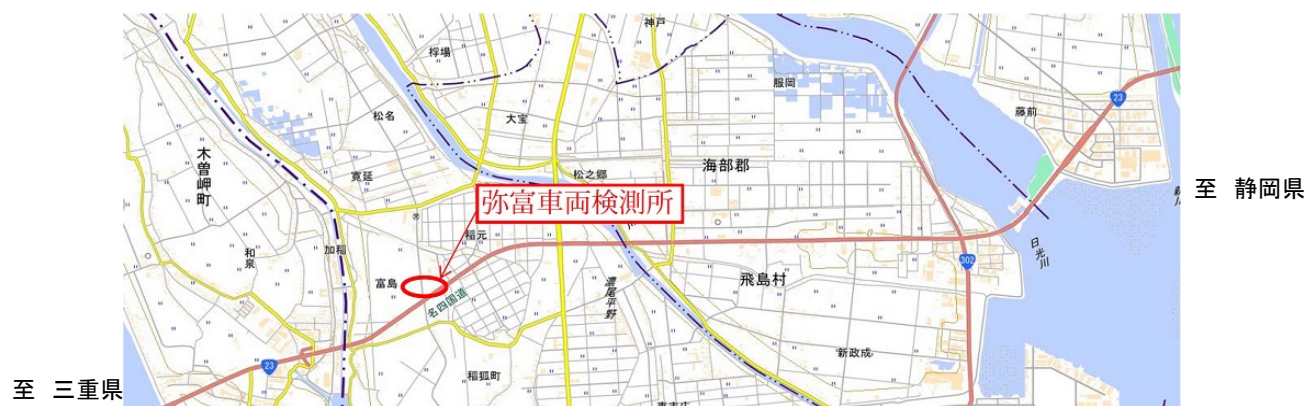 神戸
桴場
服岡
23
藤前
松名
大宝
木曽岬町
海部郡
松之郷
寛延
弥富車両検測所
至 静岡県
稲元
加稲
和泉
日光川
302
富島
飛島村
名四国道
濃尾平野
新政成
23
稲狐町
至 三重県